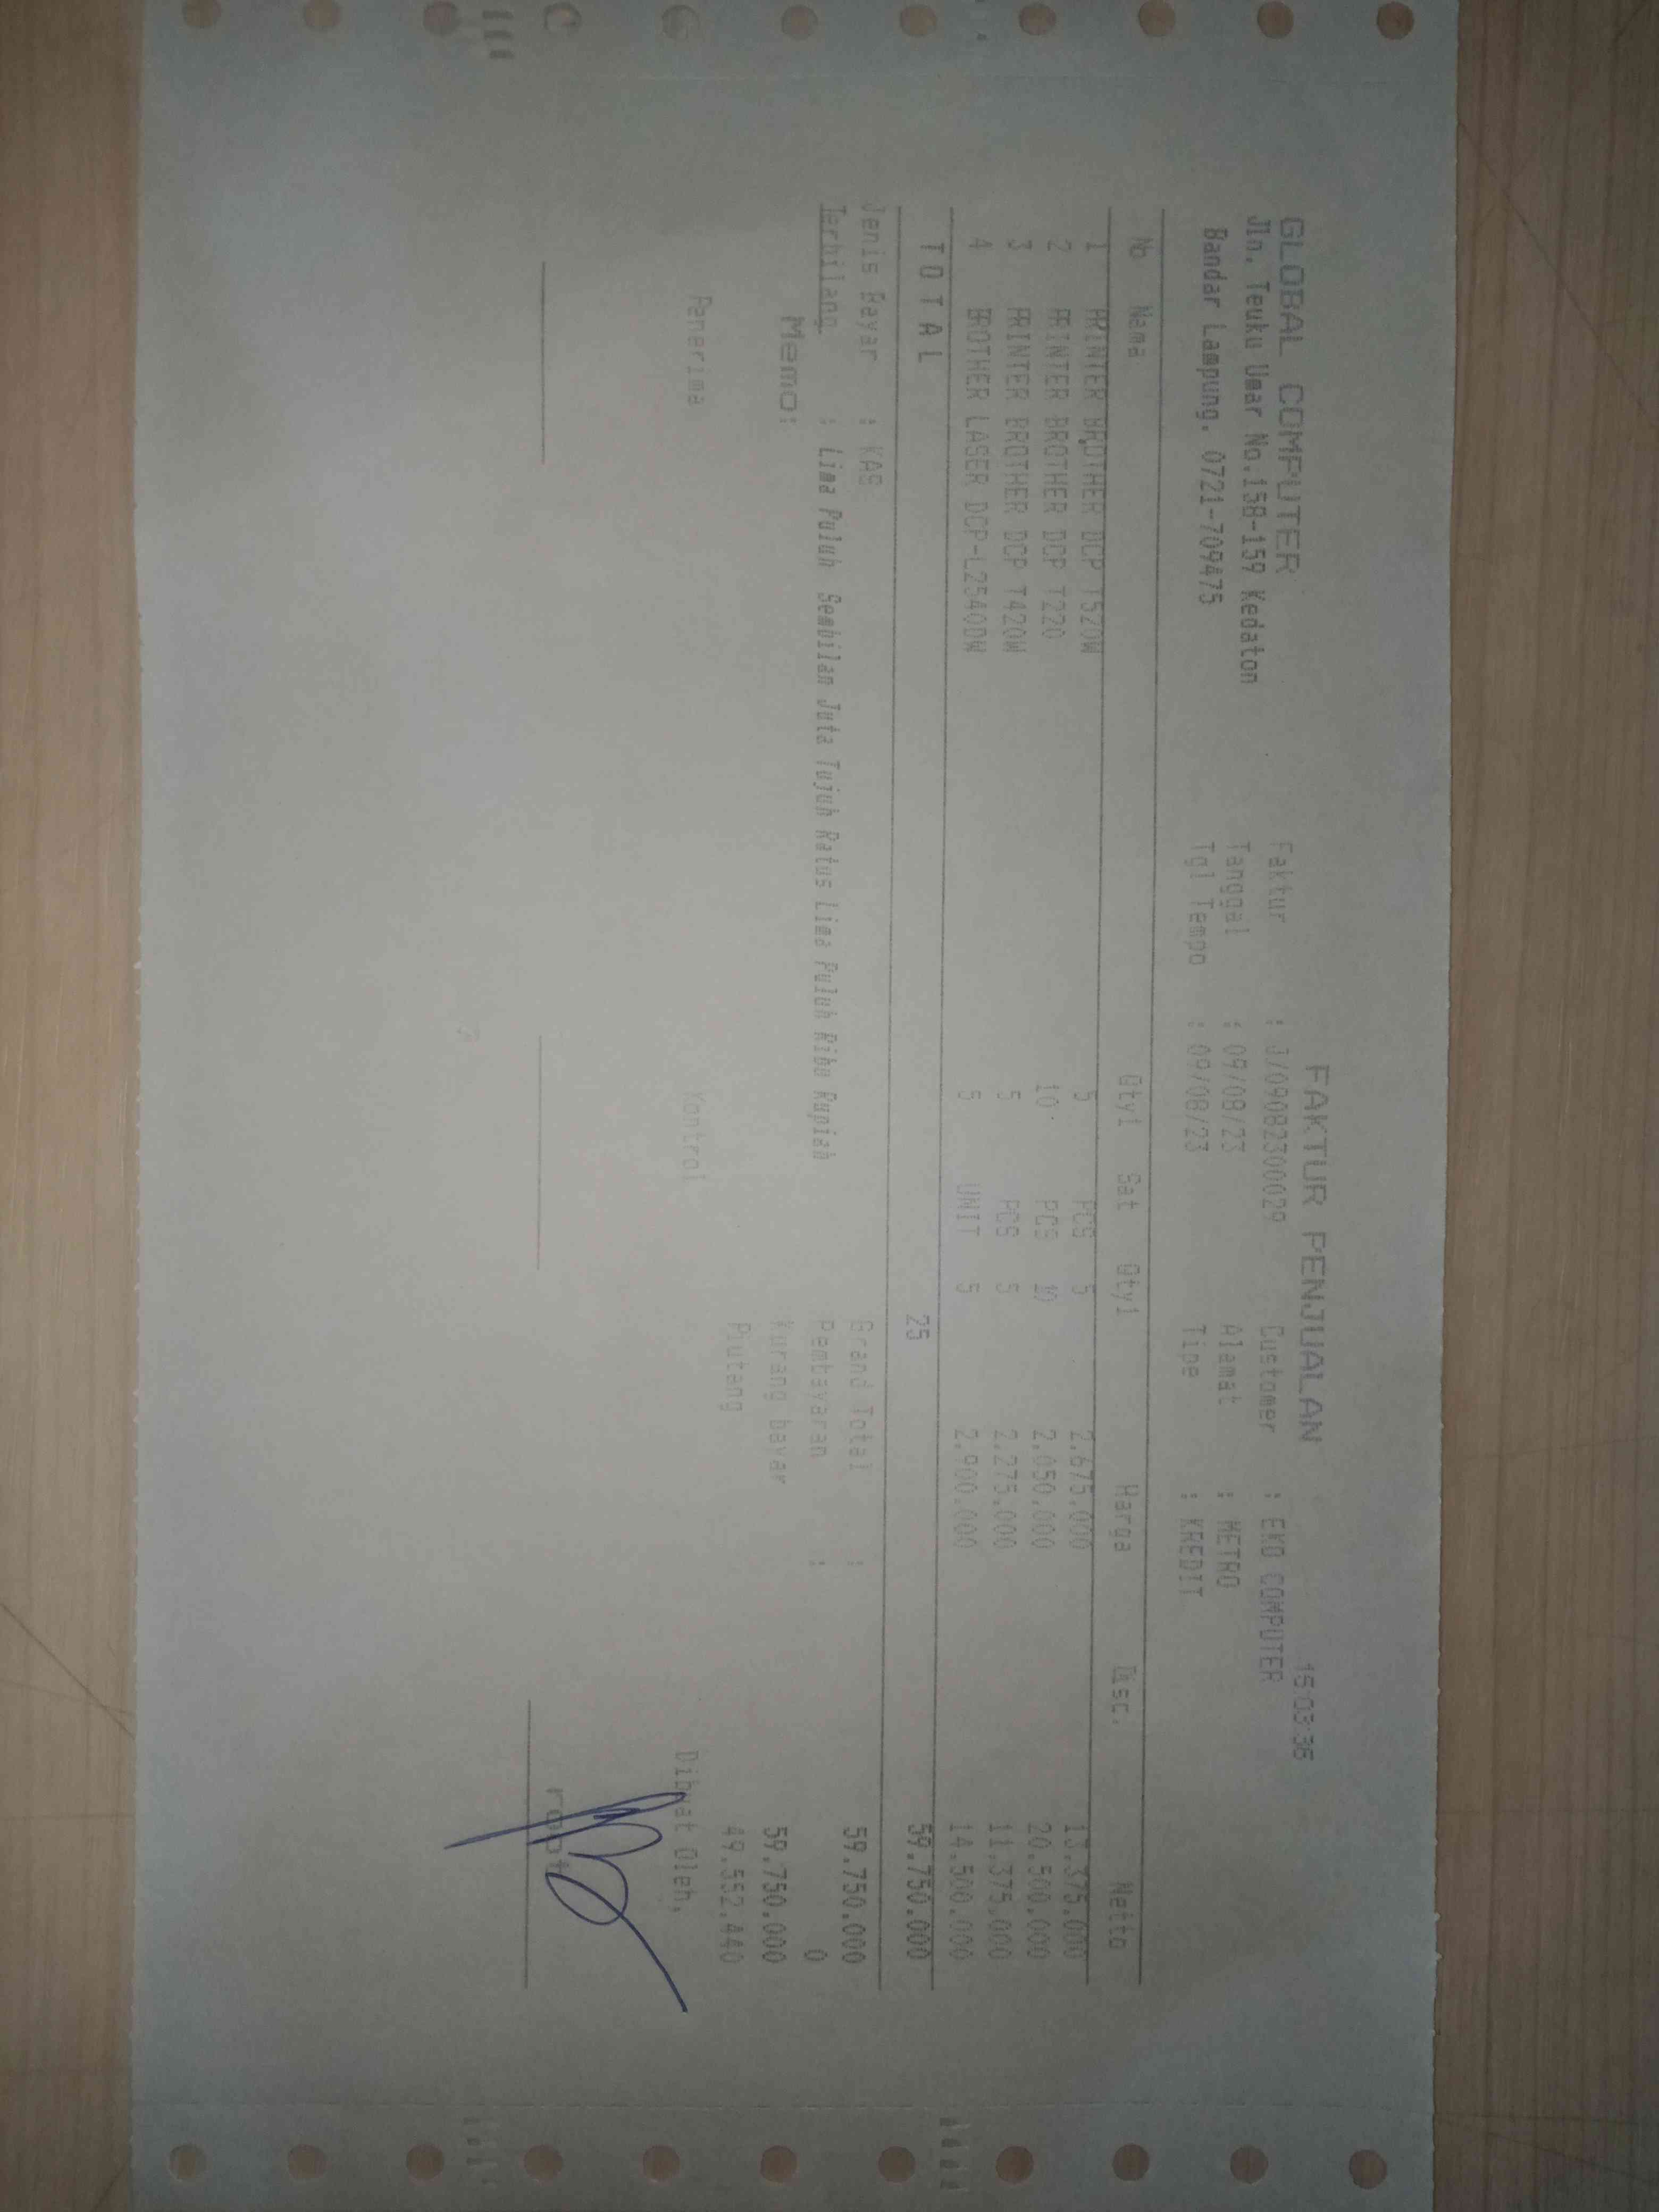 FAKTUR PENJUALAN 15:03:36
GLOBAL COMPUTER
Jln. Teuku Umar No.158-159 Kedaton
Bandar Lampung. 0721-709475
Faktur : J/0908230029 Customer : EKO COMPUTER
Tanggal : 09/08/23 Alamat : METRO
Tgl Tempo : 09/08/23 Tipe : KREDIT
No Nama Qty1 Sat Qty1 Harga Disc. Netto
1 PRINTER BROTHER DCP T520W 5 PCS 5 2.675.000 13.375.000
2 PRINTER BROTHER DCP T220 10 PCS 10 2.050.000 20.500.000
3 PRINTER BROTHER DCP T420W 5 PCS 5 2.275.000 11.375.000
4 BROTHER LASER DCP-L2540DW 5 UNIT 5 2.900.000 14.500.000
T O T A L 25 59.750.000
Jenis Bayar : KAS Grand Total : 59.750.000
Terbilang : Lima Puluh Sembilan Juta Tujuh Ratus Lima Puluh Ribu Rupiah Pembayaran : 0
Memo: Kurang bayar 59.750.000
Piutang 49.552.440
Penerima Kontrol Dibuat Oleh,
root